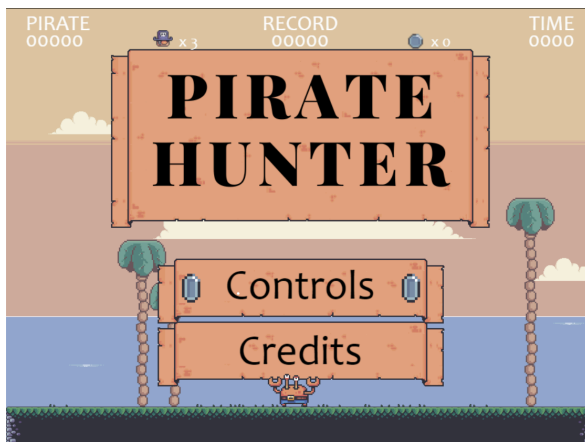 PIRATE RECORD TIME
00000 x 3 00000 x 0 0000
PIRATE
HUNTER
Controls
Credits